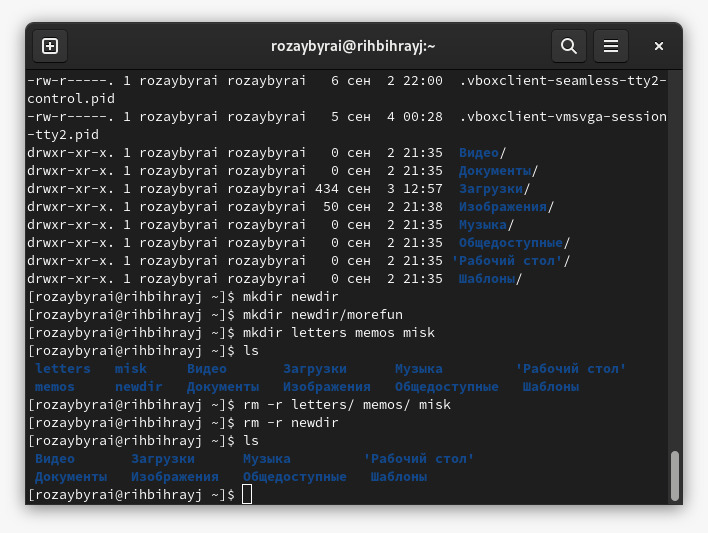 rozaybyrai@rihbihrayj:~
-rw-r-----. 1 rozaybyrai rozaybyrai   6 сен  2 22:00  .vboxclient-seamless-tty2-
control.pid
-rw-r-----. 1 rozaybyrai rozaybyrai   5 сен  4 00:28  .vboxclient-vmsvga-session
-tty2.pid
drwxr-xr-x. 1 rozaybyrai rozaybyrai   0 сен  2 21:35  Видео/
drwxr-xr-x. 1 rozaybyrai rozaybyrai   0 сен  2 21:35  Документы/
drwxr-xr-x. 1 rozaybyrai rozaybyrai 434 сен  3 12:57  Загрузки/
drwxr-xr-x. 1 rozaybyrai rozaybyrai  50 сен  2 21:38  Изображения/
drwxr-xr-x. 1 rozaybyrai rozaybyrai   0 сен  2 21:35  Музыка/
drwxr-xr-x. 1 rozaybyrai rozaybyrai   0 сен  2 21:35  Общедоступные/
drwxr-xr-x. 1 rozaybyrai rozaybyrai   0 сен  2 21:35 'Рабочий стол'/
drwxr-xr-x. 1 rozaybyrai rozaybyrai   0 сен  2 21:35  Шаблоны/
[rozaybyrai@rihbihrayj ~]$ mkdir newdir
[rozaybyrai@rihbihrayj ~]$ mkdir newdir/morefun
[rozaybyrai@rihbihrayj ~]$ mkdir letters memos misk
[rozaybyrai@rihbihrayj ~]$ ls
letters   misk     Видео       Загрузки      Музыка         'Рабочий стол'
memos     newdir   Документы   Изображения   Общедоступные   Шаблоны
[rozaybyrai@rihbihrayj ~]$ rm -r letters/ memos/ misk
[rozaybyrai@rihbihrayj ~]$ rm -r newdir
[rozaybyrai@rihbihrayj ~]$ ls
Видео       Загрузки      Музыка         'Рабочий стол'
Документы   Изображения   Общедоступные   Шаблоны
[rozaybyrai@rihbihrayj ~]$